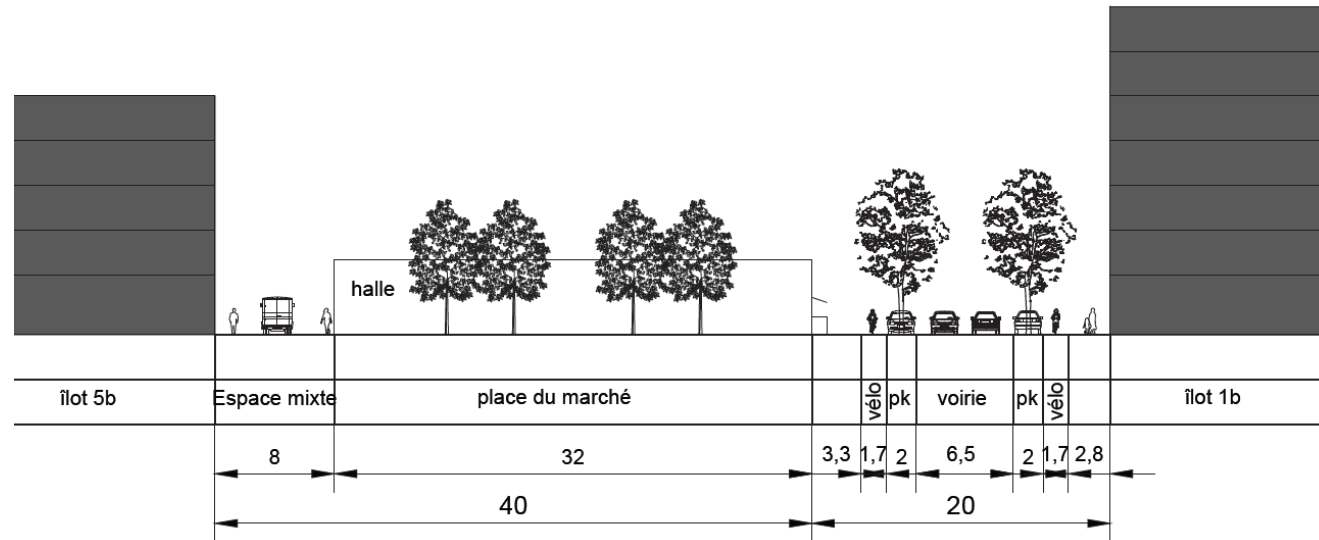 halle
îlot 5b
Espace mixte
place du marché
vélo
pk
voirie
pk
vélo
îlot 1b
8
32
3,3
1,7
2
6,5
2
1,7
2,8
40
20